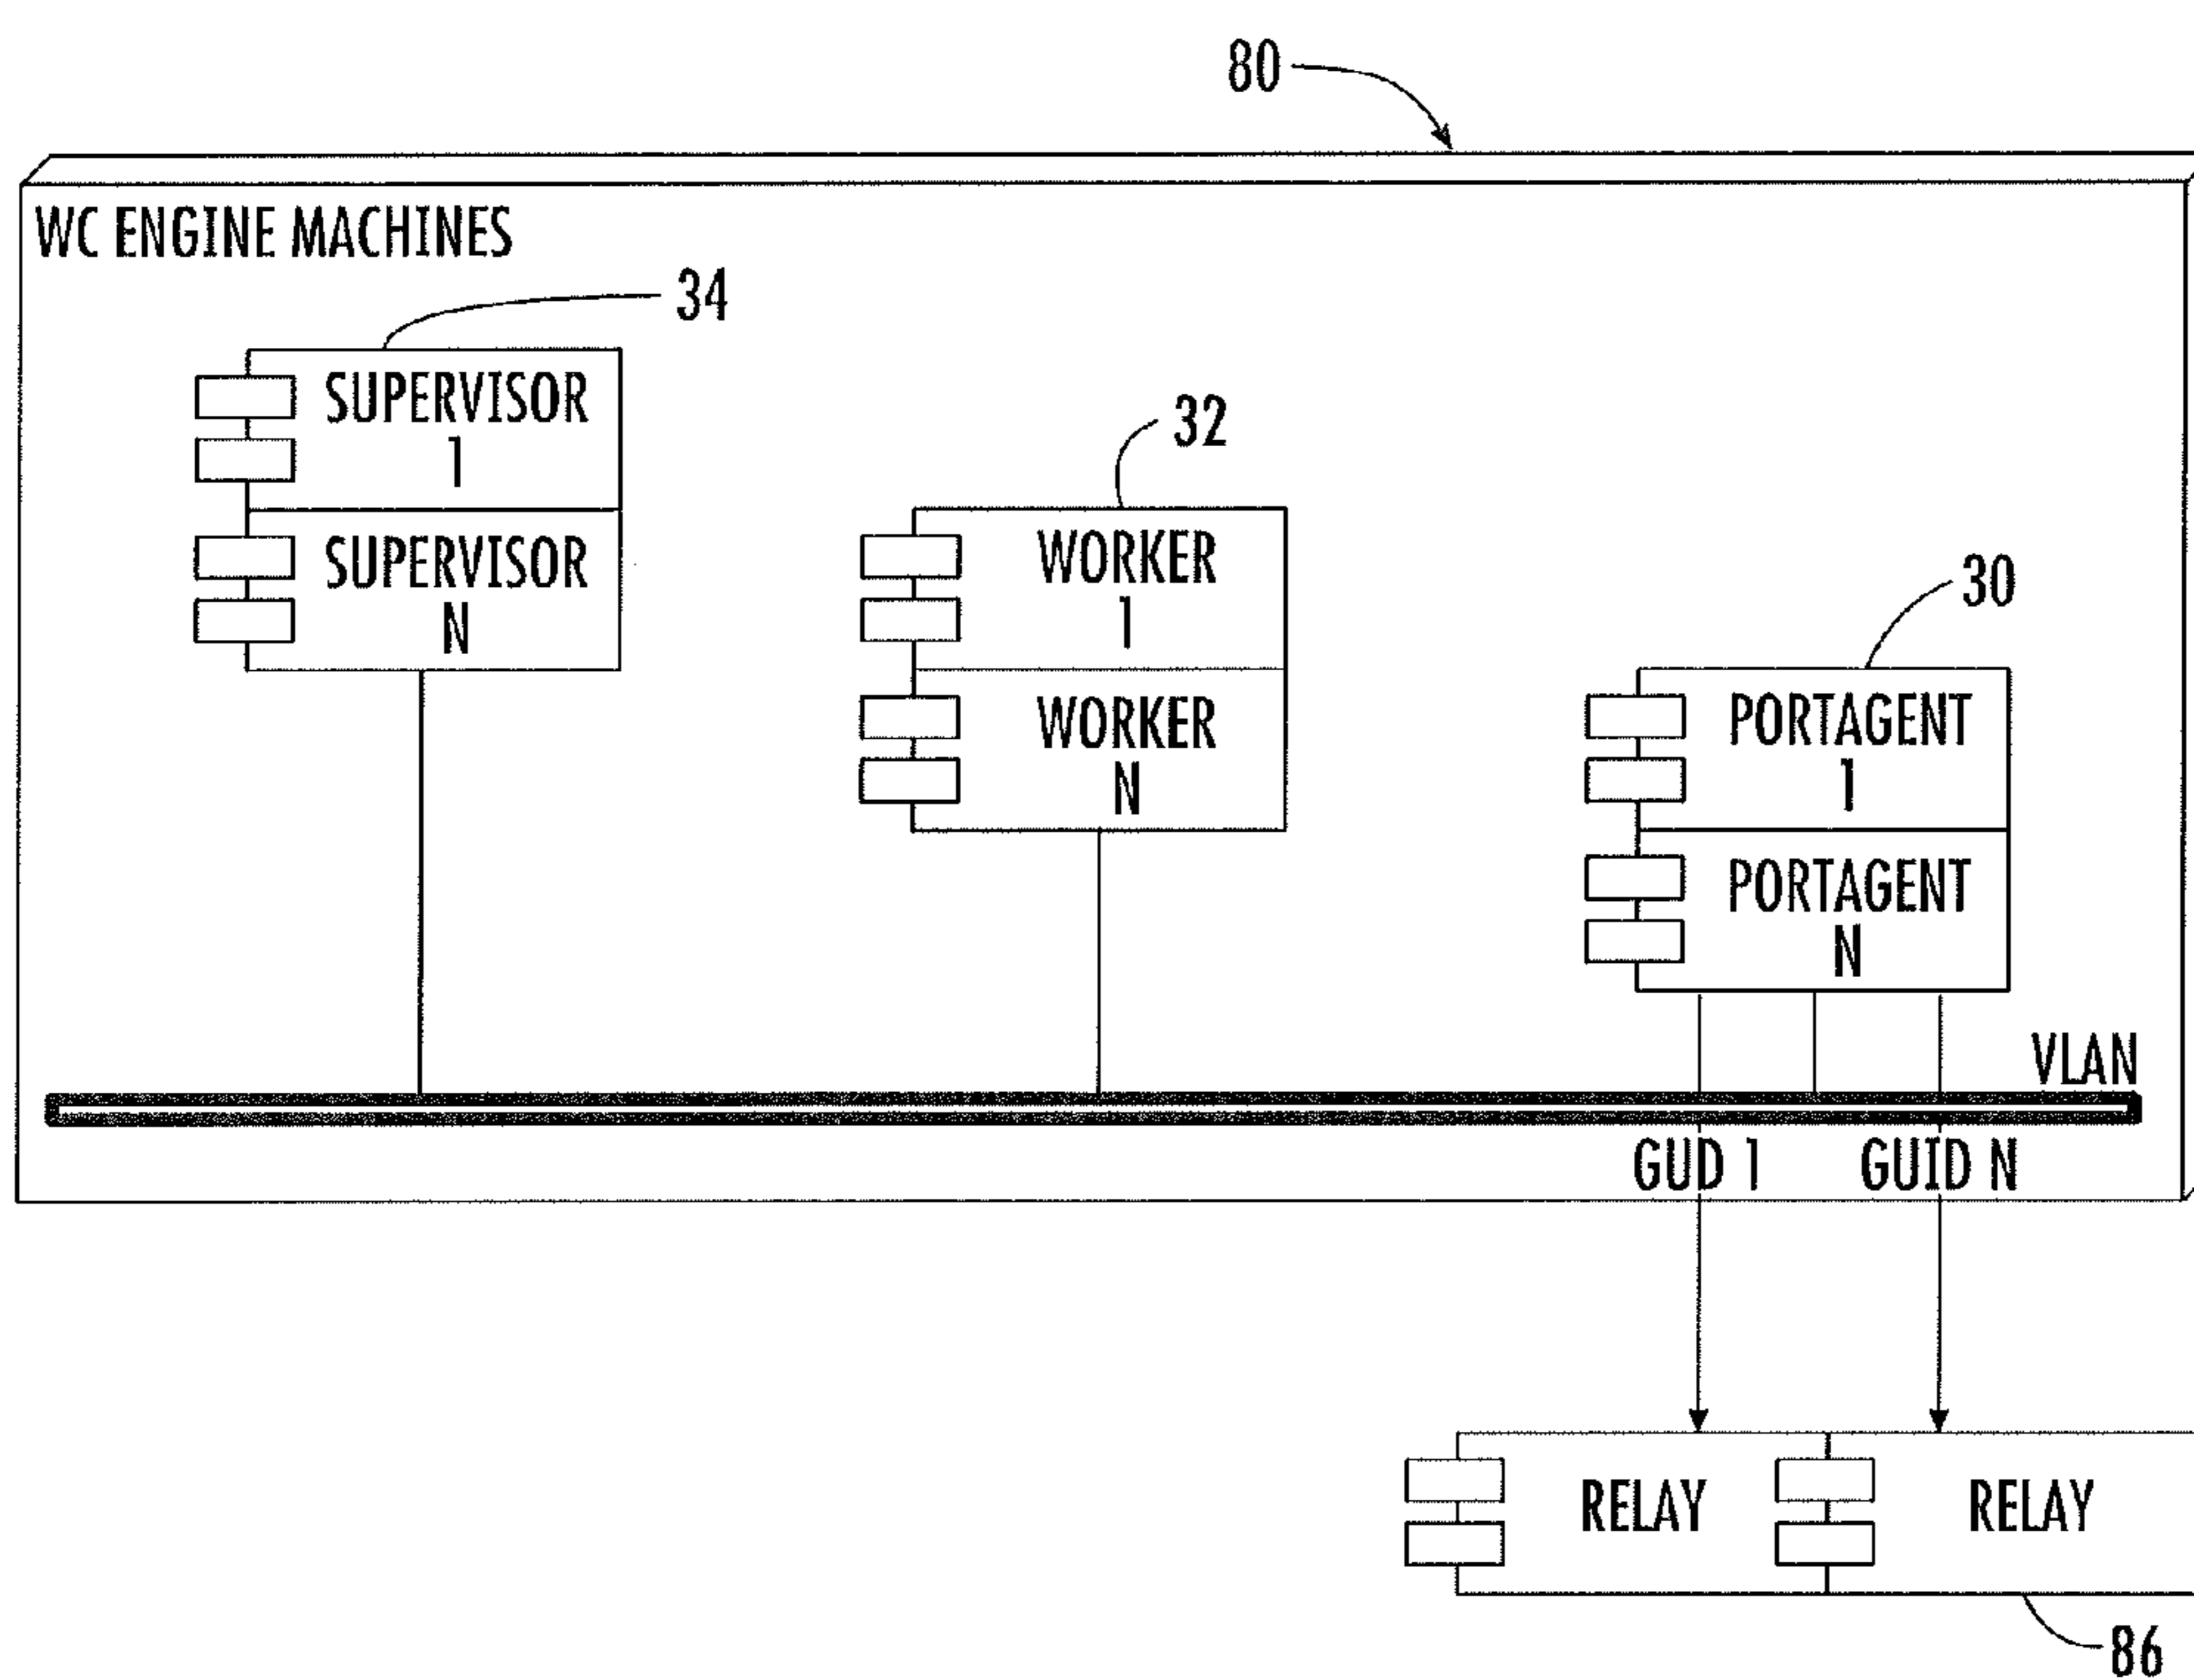 80
WC ENGINE MACHINES
34
SUPERVISOR
1
SUPERVISOR
N
32
WORKER
1
WORKER
N
30
PORTAGENT
1
PORTAGENT
N
VLAN
GUD 1 GUID N
RELAY RELAY
86